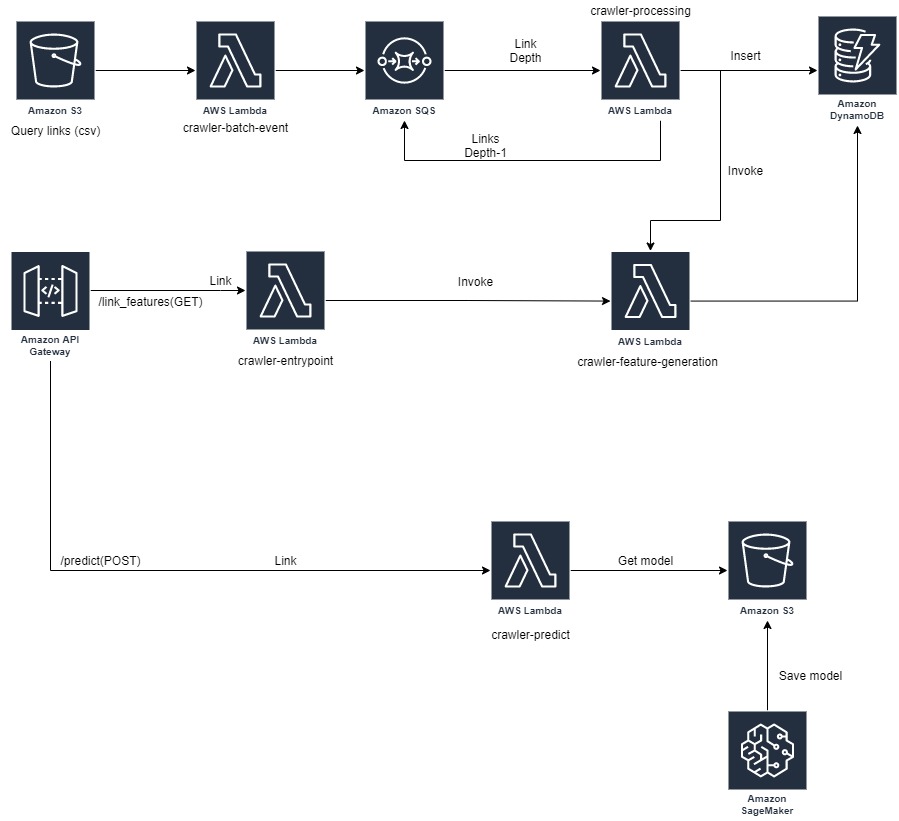 crawler-processing
Link
Depth
Insert
Amazon S3
Query links (csv)
AWS Lambda
crawler-batch-event
Amazon SQS
AWS Lambda
Amazon
DynamoDB
Links
Depth-1
Invoke
Link
/link_features(GET)
Invoke
Amazon API
Gateway
AWS Lambda
crawler-entrypoint
AWS Lambda
crawler-feature-generation
/predict(POST)
Link
Get model
AWS Lambda
crawler-predict
Amazon S3
Save model
Amazon
SageMaker